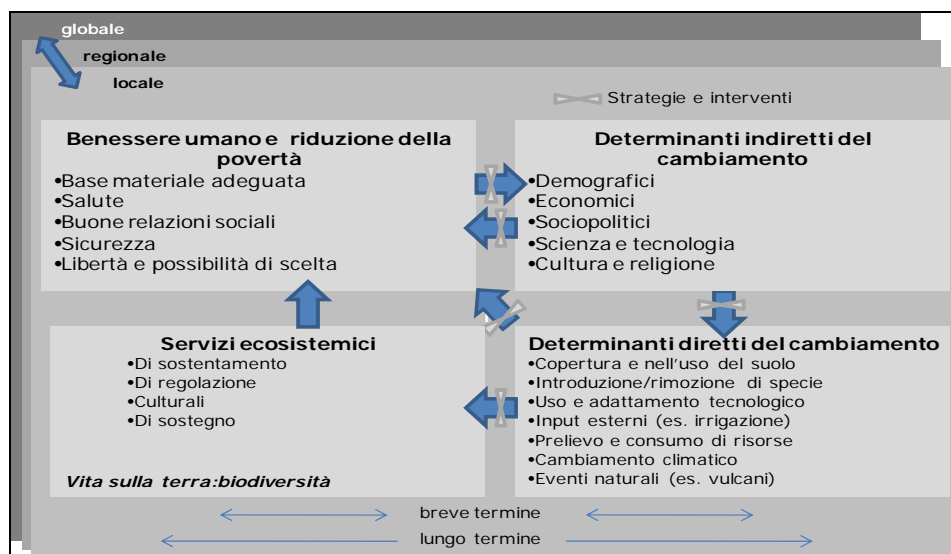 globale
regionale
locale
Strategie e interventi
Benessere umano e riduzione della
povertà
•Base materiale adeguata
•Salute
•Buone relazioni sociali
•Sicurezza
•Libertà e possibilità di scelta
Determinanti indiretti del
cambiamento
•Demografici
•Economici
•Sociopolitici
•Scienza e tecnologia
•Cultura e religione
Servizi ecosistemici
•Di sostentamento
•Di regolazione
•Culturali
•Di sostegno
Vita sulla terra:biodiversità
Determinanti diretti del cambiamento
•Copertura e nell'uso del suolo
•Introduzione/rimozione di specie
•Uso e adattamento tecnologico
•Input esterni (es. irrigazione)
•Prelievo e consumo di risorse
•Cambiamento climatico
•Eventi naturali (es. vulcani)
breve termine
lungo termine